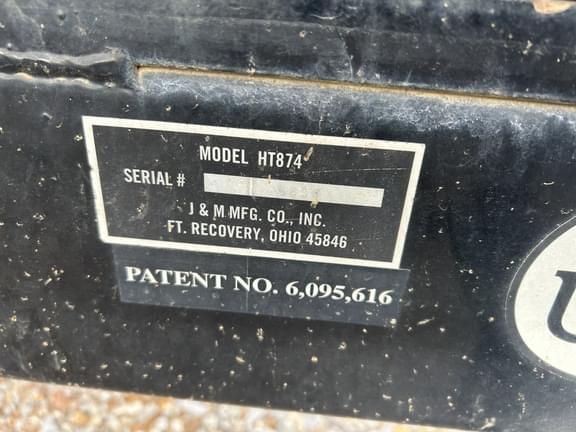 MODEL HT874
SERIAL #
J & M MFG. CO., INC.
FT. RECOVERY, OHIO 45846
PATENT NO. 6,095,616
U